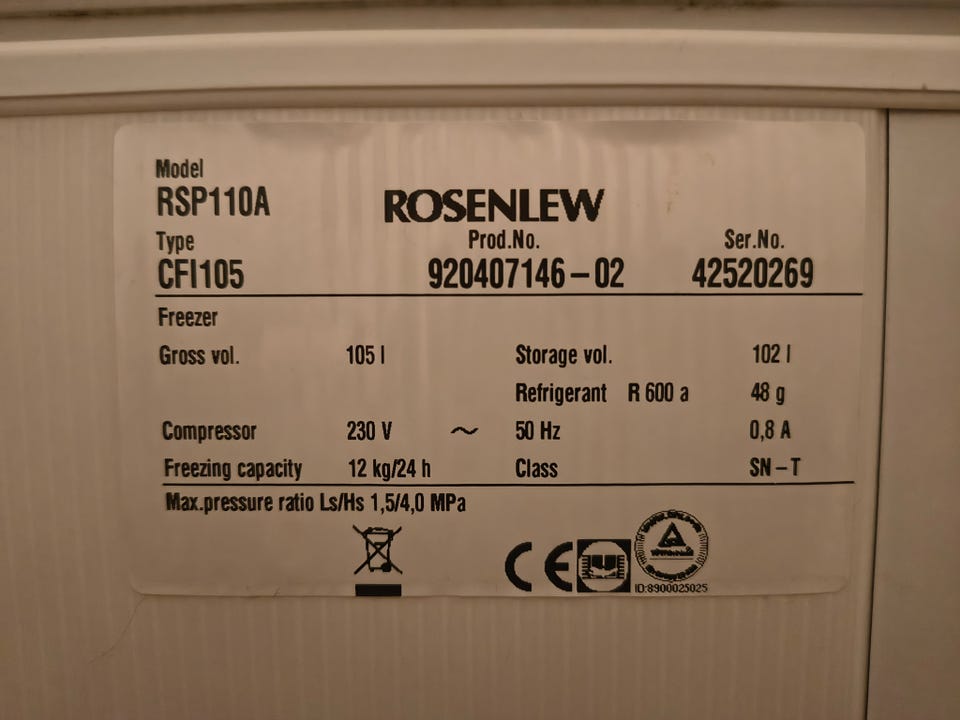 Model
RSP110A
ROSENLEW
Type
Prod.No.
Ser.No.
CFI105
920407146-02
42520269
Freezer
Gross vol. 105 l Storage vol. 102 l
Refrigerant R 600 a 48 g
Compressor 230 V ~ 50 Hz 0,8 A
Freezing capacity 12 kg/24 h Class SN-T
Max.pressure ratio Ls/Hs 1,5/4,0 MPa
CE
ID:8900025025